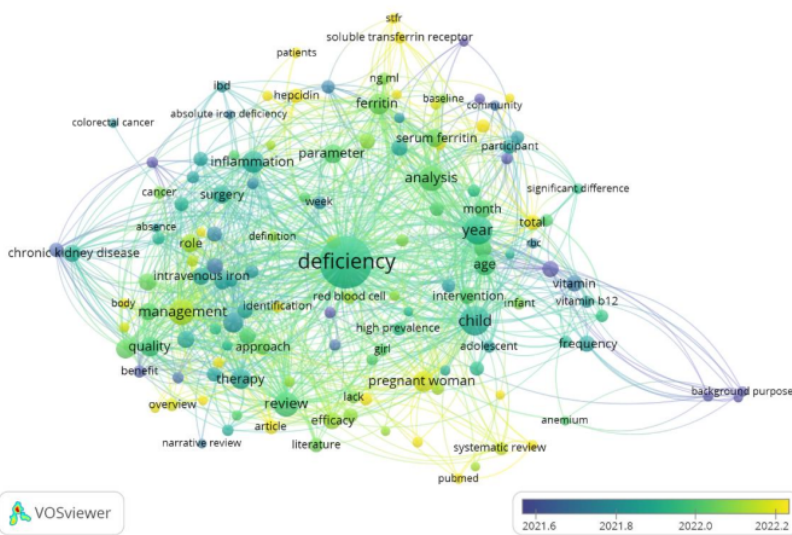 stfr
soluble transferrin receptor
patients
ng ml
ibd
hepcidin
ferritin
baseline
community
absolute iron deficiency
colorectal cancer
serum ferritin
participant
parameter
inflammation
analysis
cancer
surgery
significant difference
week
month
absence
total
year
definition
role
rbc
chronic kidney disease
deficiency
age
intravenous iron
vitamin
red blood cell
intervention
infant
vitamin b12
body
identification
management
child
high prevalence
quality
approach
girl
adolescent
frequency
benefit
therapy
pregnant woman
background purpose
lack
overview
review
article
efficacy
anemium
narrative review
literature
systematic review
pubmed
VOSviewer
2021.6 2021.8 2022.0 2022.2